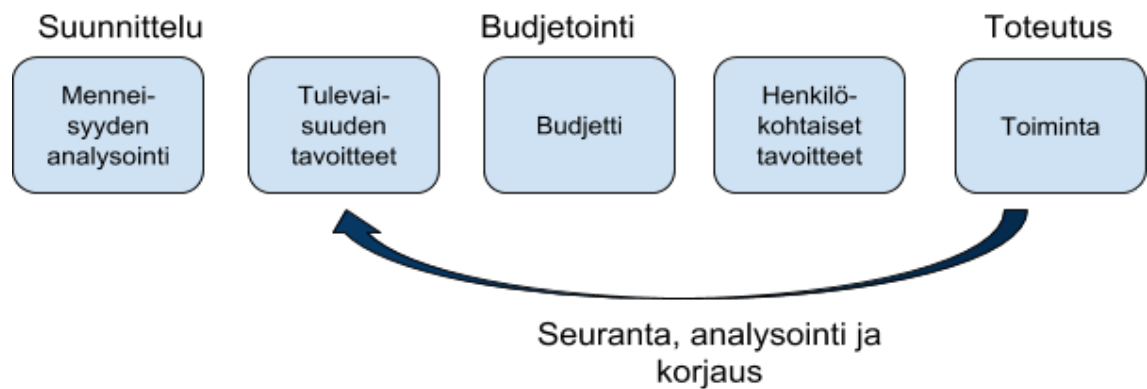 Suunnittelu
Budjetointi
Toteutus
Mennei-
syyden
analysointi
Tulevai-
suuden
tavoitteet
Budjetti
Henkilö-
kohtaiset
tavoitteet
Toiminta
Seuranta, analysointi ja
korjaus